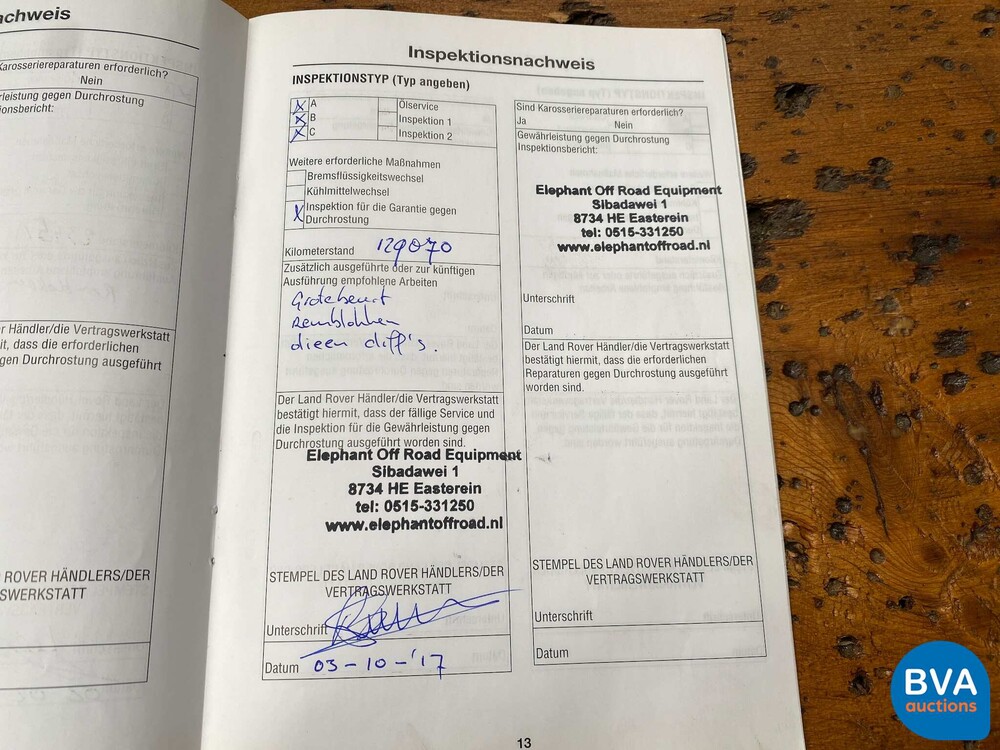 achweis
Karosseriereparaturen erforderlich?
Nein
rleistung gegen Durchrostung
ionsbericht:
r Händler/die Vertragswerkstatt
it, dass die erforderlichen
gen Durchrostung ausgeführt
ROVER HÄNDLERS/DER
SWERKSTATT
Inspektionsnachweis
INSPEKTIONSTYP (Typ angeben)
X A Ölservice
X B Inspektion 1
X C Inspektion 2
Weitere erforderliche Maßnahmen
Bremsflüssigkeitswechsel
Kühlmittelwechsel
X Inspektion für die Garantie gegen
Durchrostung
Kilometerstand 129070
Zusätzlich ausgeführte oder zur künftigen
Ausführung empfohlene Arbeiten
Grotebeurt
Remblokken
olieen diff's.
Der Land Rover Händler/die Vertragswerkstatt
bestätigt hiermit, dass der fällige Service und
die Inspektion für die Gewährleistung gegen
Durchrostung ausgeführt worden sind.
Elephant Off Road Equipment
Sibadawei 1
8734 HE Easterein
tel: 0515-331250
www.elephantoffroad.nl
STEMPEL DES LAND ROVER HÄNDLERS/DER
VERTRAGSWERKSTATT
Unterschrift
Datum 03-10-'17
Sind Karosseriereparaturen erforderlich?
Ja Nein
Gewährleistung gegen Durchrostung
Inspektionsbericht:
Elephant Off Road Equipment
Sibadawei 1
8734 HE Easterein
tel: 0515-331250
www.elephantoffroad.nl
Unterschrift
Datum
Der Land Rover Händler/die Vertragswerkstatt
bestätigt hiermit, dass die erforderlichen
Reparaturen gegen Durchrostung ausgeführt
worden sind.
STEMPEL DES LAND ROVER HÄNDLERS/DER
VERTRAGSWERKSTATT
Unterschrift
Datum
13
BVA
auctions